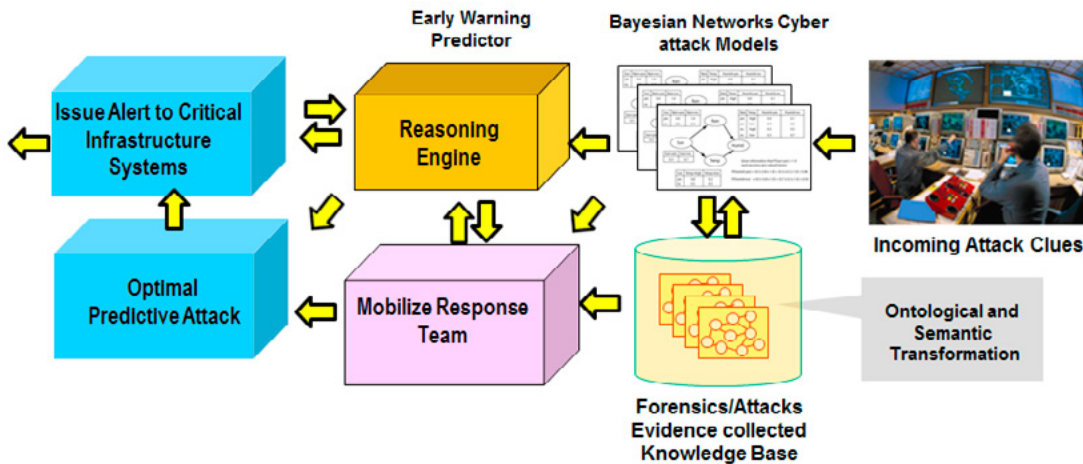 Early Warning
Predictor
Bayesian Networks Cyber
attack Models
Issue Alert to Critical
Infrastructure
Systems
Reasoning
Engine
Incoming Attack Clues
Optimal
Predictive Attack
Mobilize Response
Team
Ontological and
Semantic
Transformation
Forensics/Attacks
Evidence collected
Knowledge Base